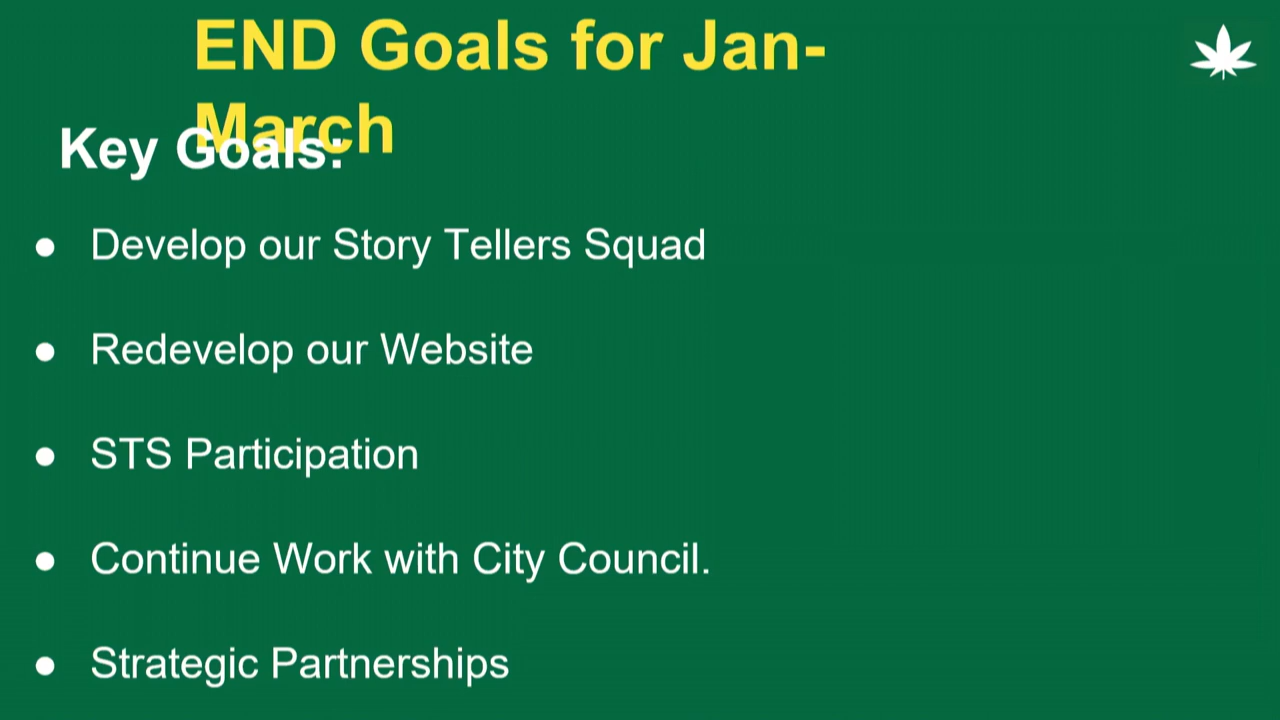 END Goals for Jan-
March
Key Goals:
● Develop our Story Tellers Squad
● Redevelop our Website
● STS Participation
● Continue Work with City Council.
● Strategic Partnerships